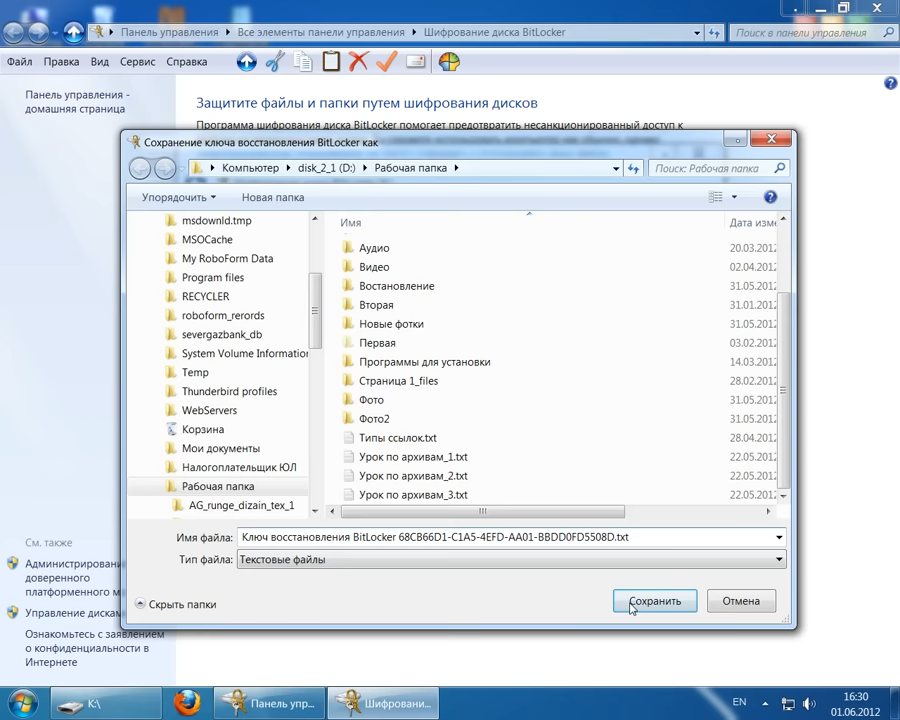 Панель управления
Все элементы панели управления
Шифрование диска BitLocker
Поиск в панели управления
Файл
Правка
Вид
Сервис
Справка
Панель управления -
домашняя страница
Защитите файлы и папки путем шифрования дисков
Программа шифрования диска BitLocker помогает предотвратить несанкционированный доступ к
Сохранение ключа восстановления BitLocker как
Компьютер
disk_2_1 (D:)
Рабочая папка
Поиск: Рабочая папка
Упорядочить
Новая папка
msdownld.tmp
MSOCache
My RoboForm Data
Program files
RECYCLER
roboform_rerords
severgazbank_db
System Volume Information
Temp
Thunderbird profiles
WebServers
Корзина
Мои документы
Налогоплательщик ЮЛ
Рабочая папка
AG_runge_dizain_tex_1
Имя
Дата изме
Аудио 20.03.2012
Видео 02.04.2012
Востановление 31.05.2012
Вторая 31.01.2012
Новые фотки 31.05.2012
Первая 03.02.2012
Программы для установки 14.03.2012
Страница 1_files 28.02.2012
Фото 31.05.2012
Фото2 31.05.2012
Типы ссылок.txt 28.04.2012
Урок по архивам_1.txt 22.05.2012
Урок по архивам_2.txt 22.05.2012
Урок по архивам_3.txt 22.05.2012
Имя файла: Ключ восстановления BitLocker 68CB66D1-C1A5-4EFD-AA01-BBDD0FD5508D.txt
Тип файла: Текстовые файлы
Скрыть папки
Сохранить
Отмена
См. также
Администрировани
доверенного
платформенного м
Управление дискам
Ознакомьтесь с заявлением
о конфиденциальности в
Интернете
K:\
Панель упр...
Шифровани...
EN
16:30
01.06.2012